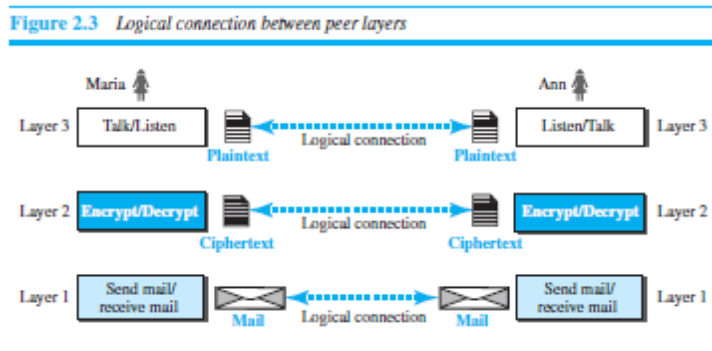 Figure 2.3 Logical connection between peer layers
Maria
Ann
Layer 3 Talk/Listen Listen/Talk Layer 3
Logical connection
Plaintext Plaintext
Layer 2 Encrypt/Decrypt Encrypt/Decrypt Layer 2
Logical connection
Ciphertext Ciphertext
Layer 1 Send mail/ receive mail Send mail/ receive mail Layer 1
Mail Logical connection Mail